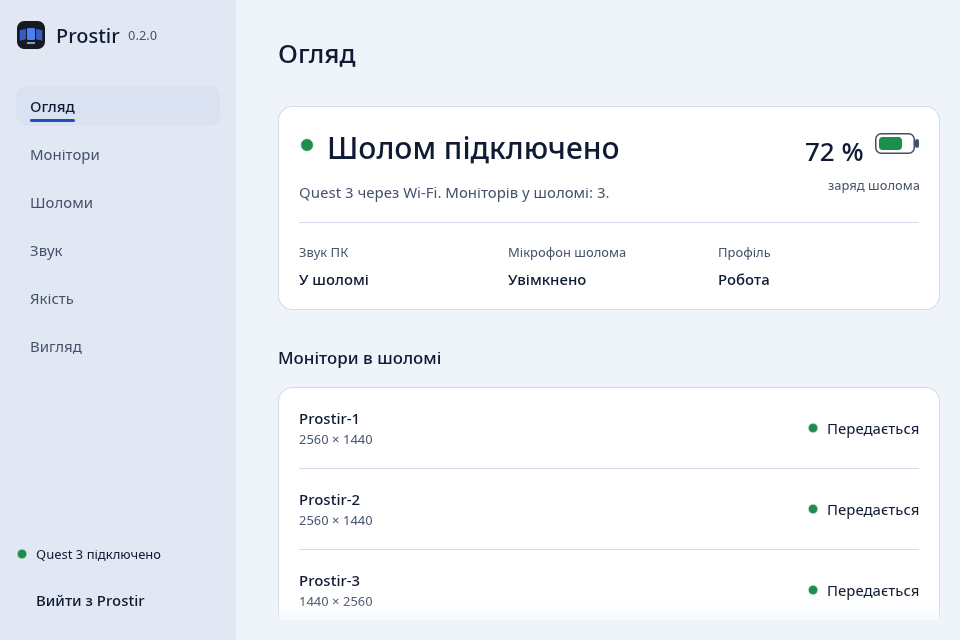 Prostir 0.2.0
Огляд
Монітори
Шоломи
Звук
Якість
Вигляд
Quest 3 підключено
Вийти з Prostir
Огляд
Шолом підключено
72 %
Quest 3 через Wi-Fi. Моніторів у шоломі: 3.
заряд шолома
Звук ПК
У шоломі
Мікрофон шолома
Увімкнено
Профіль
Робота
Монітори в шоломі
Prostir-1
2560 × 1440
Передається
Prostir-2
2560 × 1440
Передається
Prostir-3
1440 × 2560
Передається